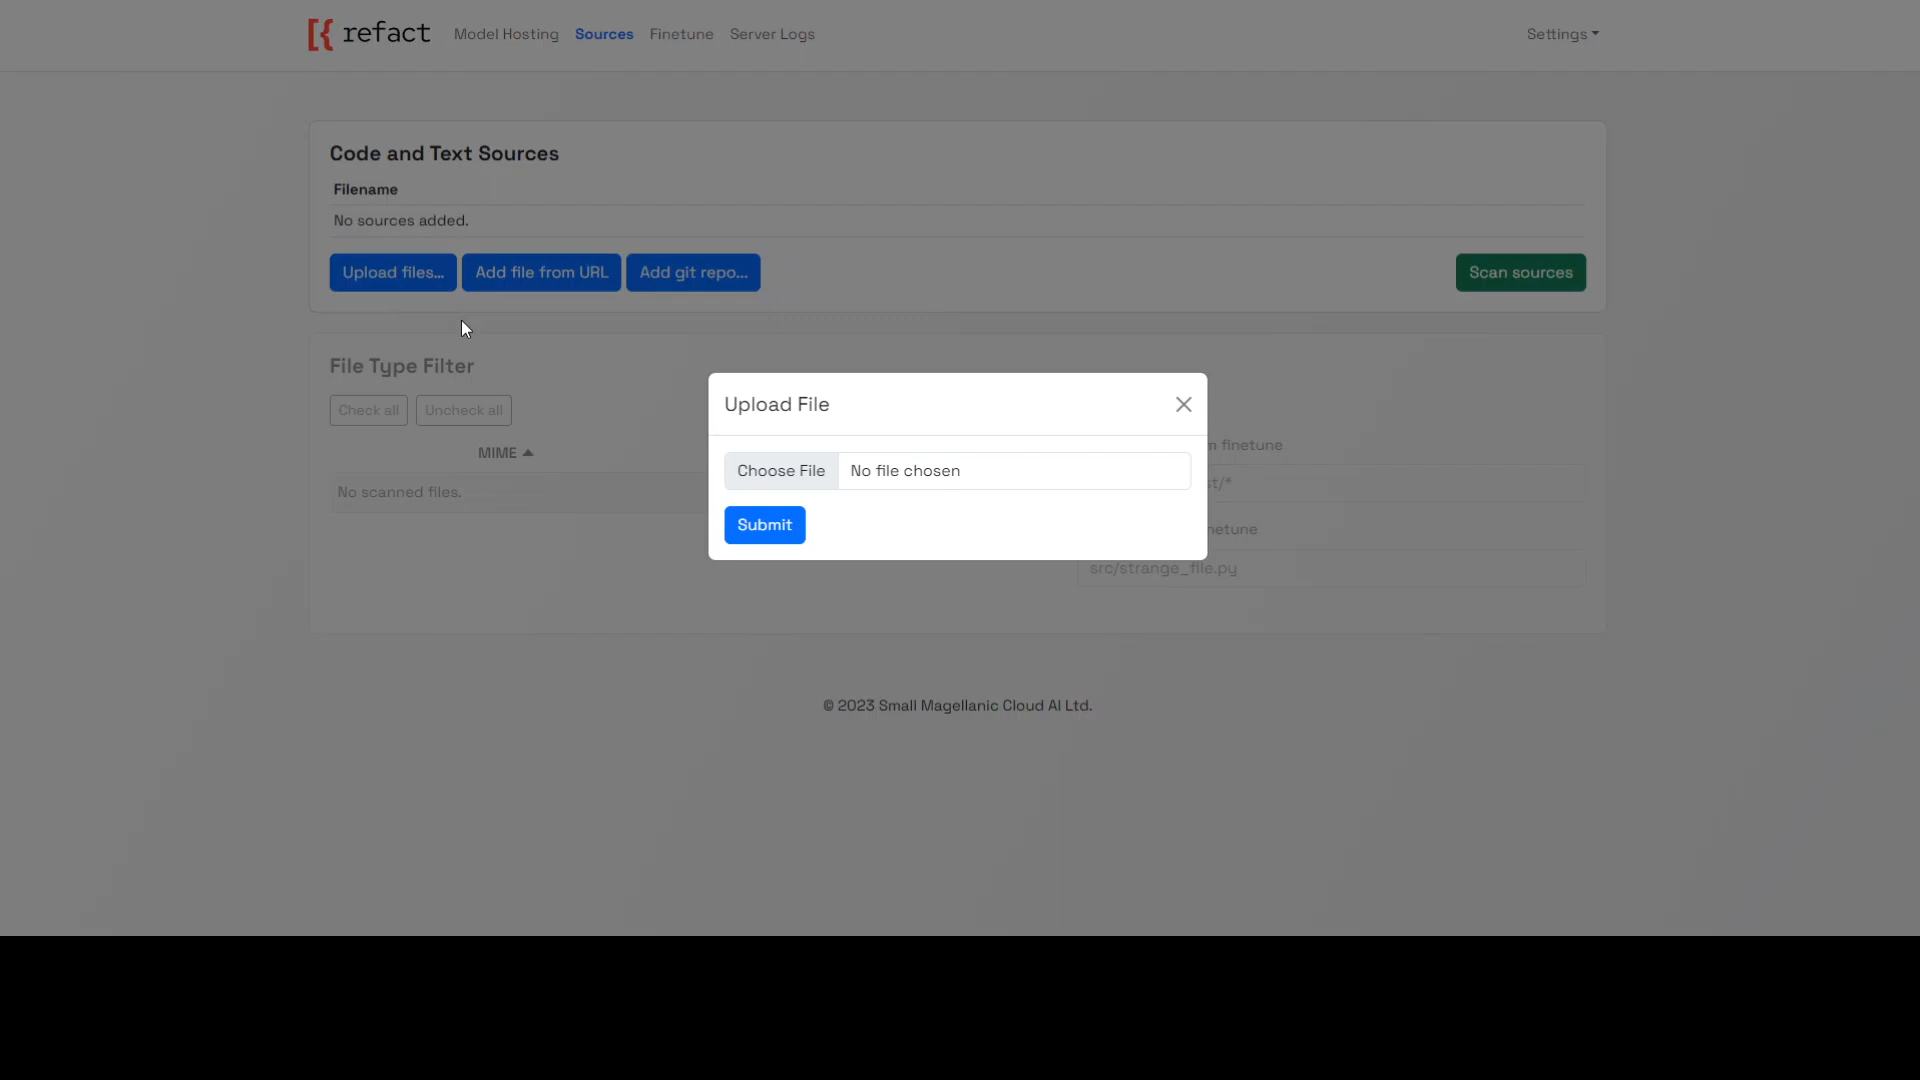 refact Model Hosting Sources Finetune Server Logs Settings
Code and Text Sources
Filename
No sources added.
Upload files... Add file from URL Add git repo... Scan sources
File Type Filter
Check all Uncheck all
MIME
No scanned files.
Upload File
Choose File No file chosen
Submit
finetune
src/strange_file.py
© 2023 Small Magellanic Cloud AI Ltd.